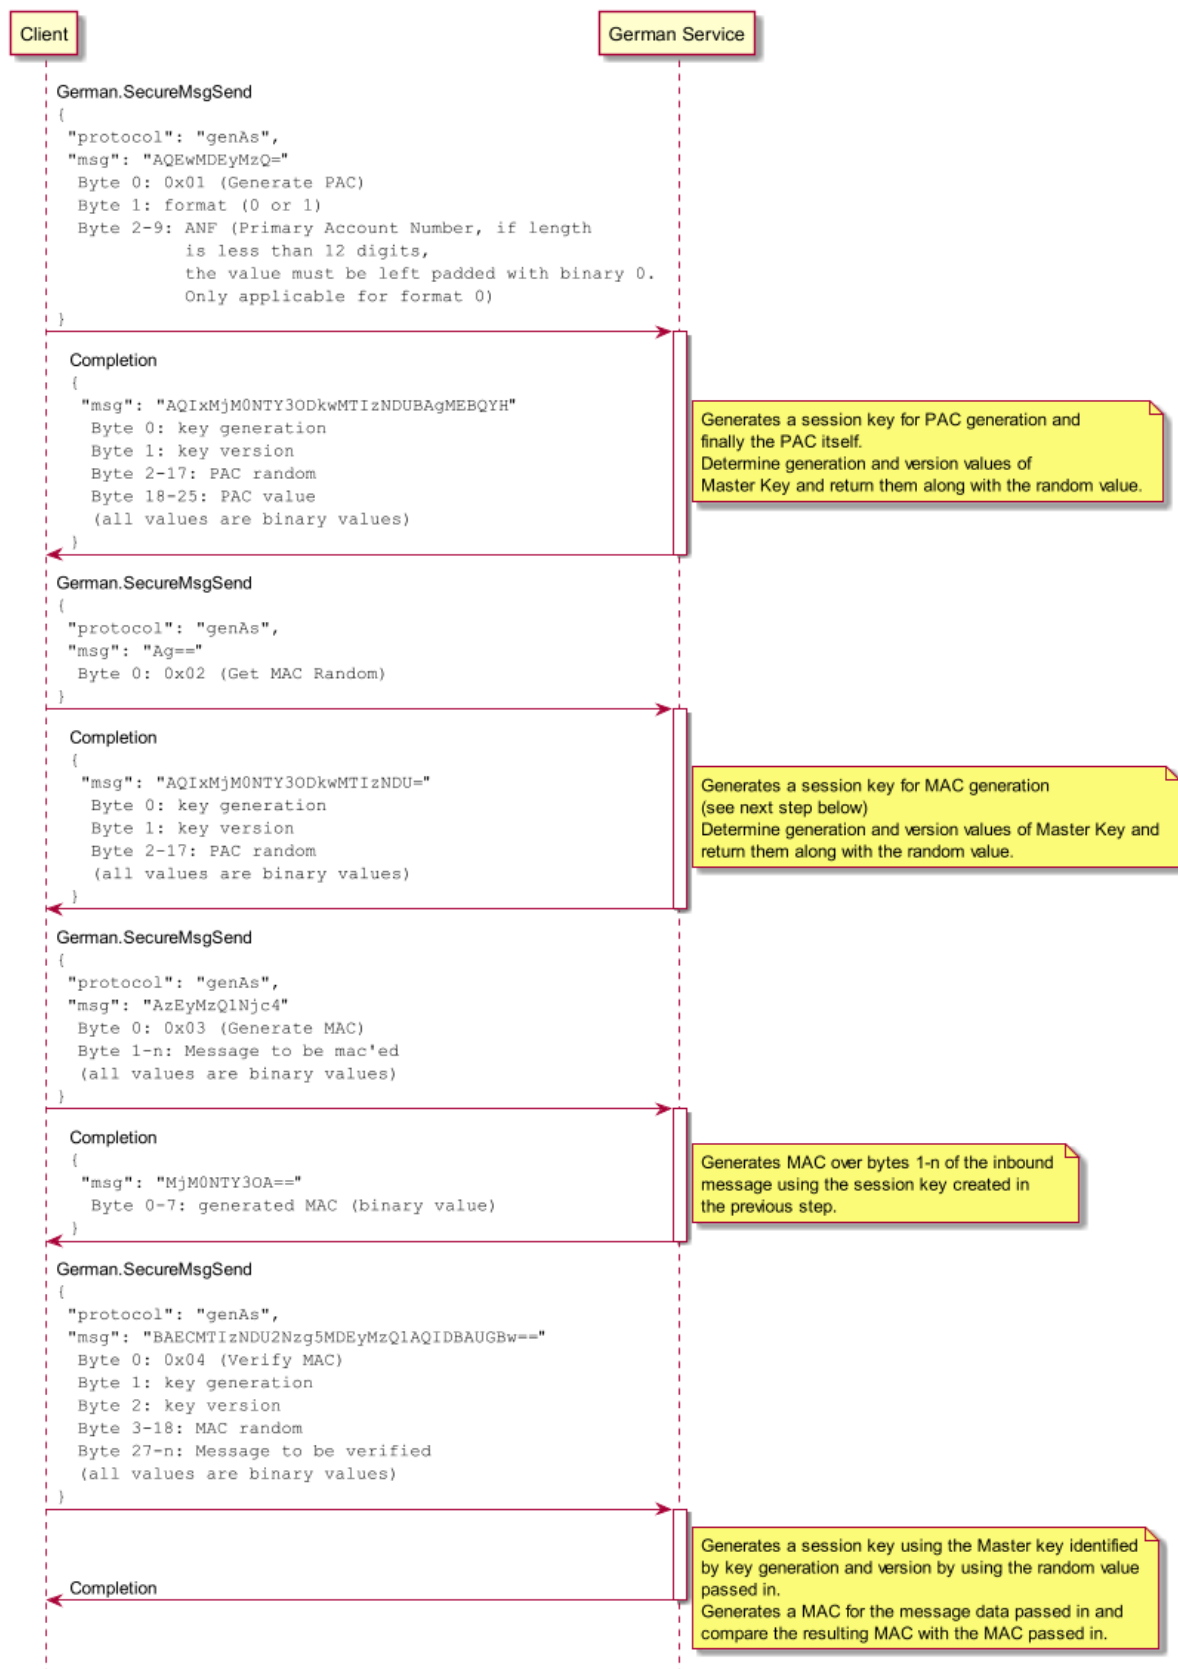 Client
German Service
German.SecureMsgSend
{
"protocol": "genAs",
"msg": "AQEwMDEyMzQ="
Byte 0: 0x01 (Generate PAC)
Byte 1: format (0 or 1)
Byte 2-9: ANF (Primary Account Number, if length
is less than 12 digits,
the value must be left padded with binary 0.
Only applicable for format 0)
}
Completion
{
"msg": "AQIxMjM0NTY3ODkwMTIzNDUBAgMEBQYH"
Byte 0: key generation
Byte 1: key version
Byte 2-17: PAC random
Byte 18-25: PAC value
(all values are binary values)
}
Generates a session key for PAC generation and
finally the PAC itself.
Determine generation and version values of
Master Key and return them along with the random value.
German.SecureMsgSend
{
"protocol": "genAs",
"msg": "Ag=="
Byte 0: 0x02 (Get MAC Random)
}
Completion
{
"msg": "AQIxMjM0NTY3ODkwMTIzNDU="
Byte 0: key generation
Byte 1: key version
Byte 2-17: PAC random
(all values are binary values)
}
Generates a session key for MAC generation
(see next step below)
Determine generation and version values of Master Key and
return them along with the random value.
German.SecureMsgSend
{
"protocol": "genAs",
"msg": "AzEyMzQ1Njc4"
Byte 0: 0x03 (Generate MAC)
Byte 1-n: Message to be mac'ed
(all values are binary values)
}
Completion
{
"msg": "MjM0NTY3OA=="
Byte 0-7: generated MAC (binary value)
}
Generates MAC over bytes 1-n of the inbound
message using the session key created in
the previous step.
German.SecureMsgSend
{
"protocol": "genAs",
"msg": "BAECMTIzNDU2Nzg5MDEyMzQ1AQIDBAUGBw=="
Byte 0: 0x04 (Verify MAC)
Byte 1: key generation
Byte 2: key version
Byte 3-18: MAC random
Byte 27-n: Message to be verified
(all values are binary values)
}
Completion
Generates a session key using the Master key identified
by key generation and version by using the random value
passed in.
Generates a MAC for the message data passed in and
compare the resulting MAC with the MAC passed in.